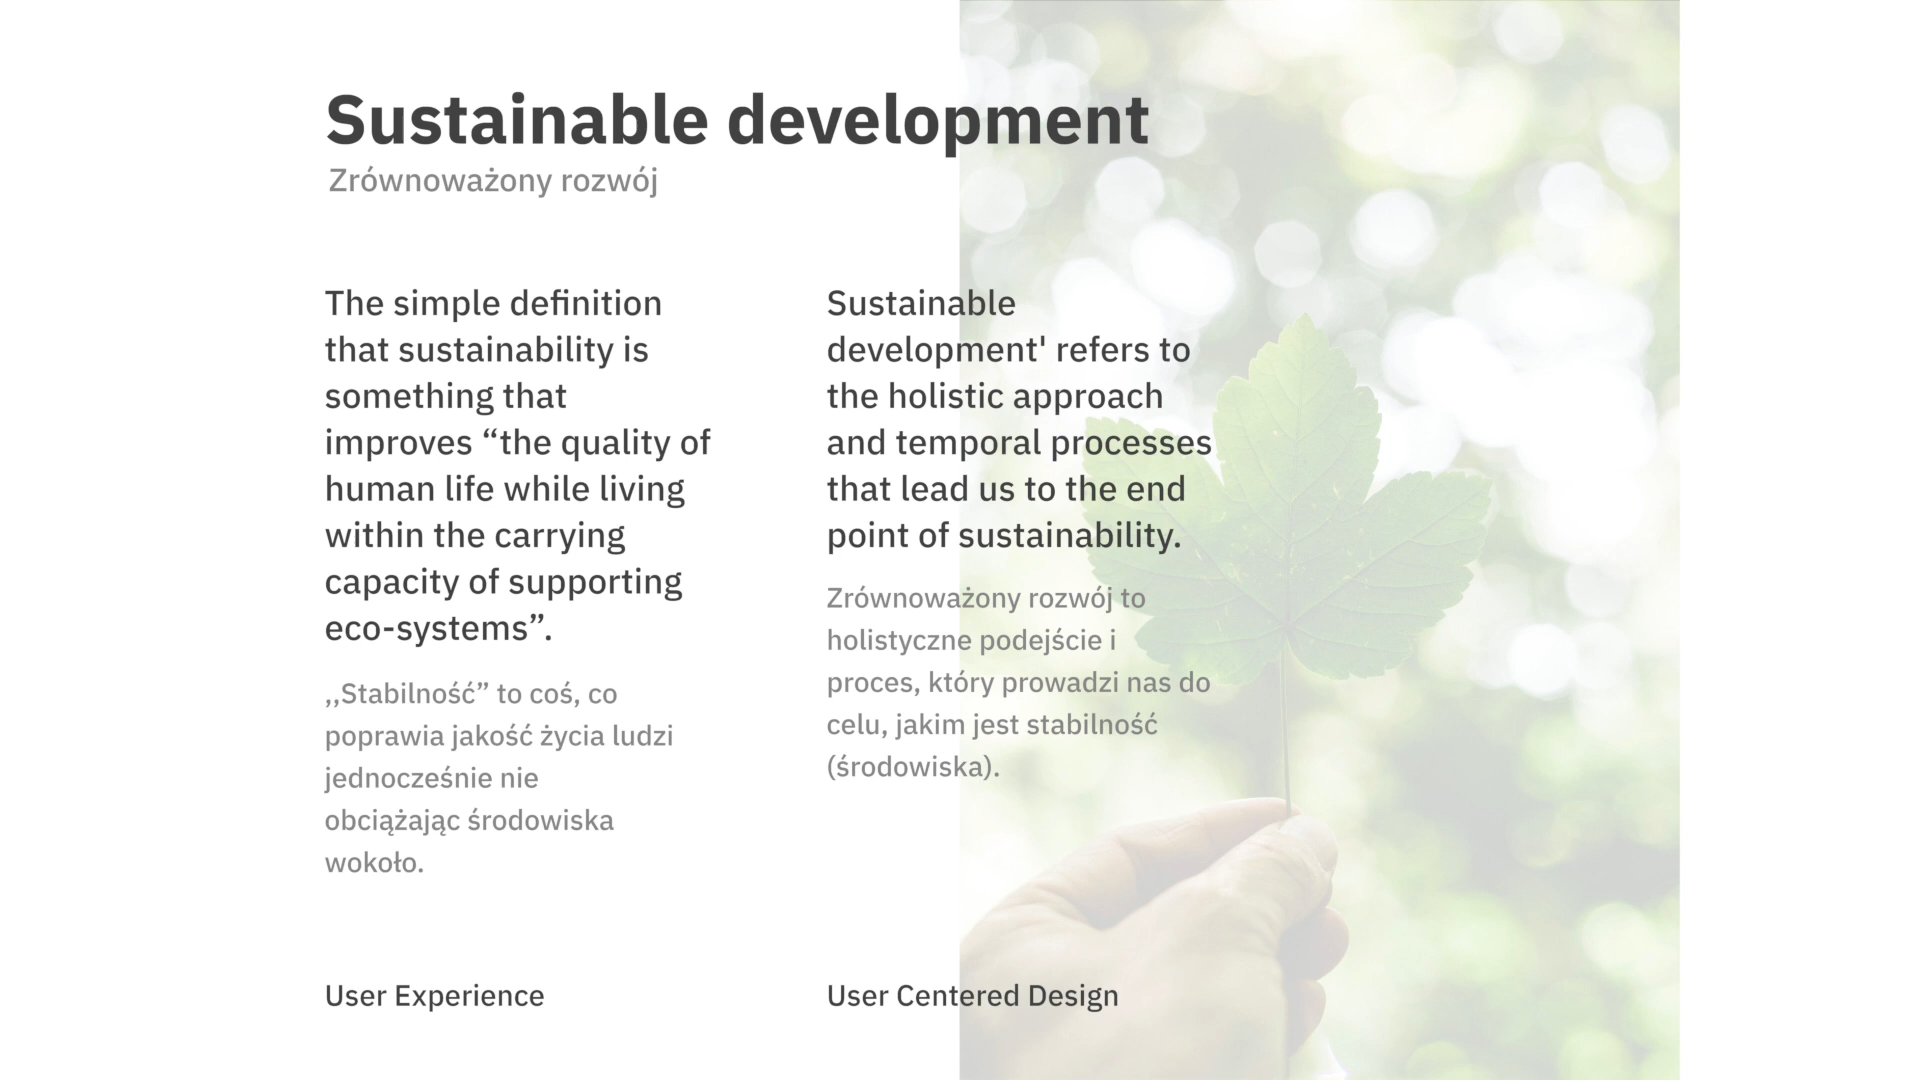 Sustainable development
Zrównoważony rozwój
The simple definition
that sustainability is
something that
improves “the quality of
human life while living
within the carrying
capacity of supporting
eco-systems”.
,,Stabilność” to coś, co
poprawia jakość życia ludzi
jednocześnie nie
obciążając środowiska
wokoło.
User Experience
Sustainable
development' refers to
the holistic approach
and temporal processes
that lead us to the end
point of sustainability.
Zrównoważony rozwój to
holistyczne podejście i
proces, który prowadzi nas do
celu, jakim jest stabilność
(środowiska).
User Centered Design